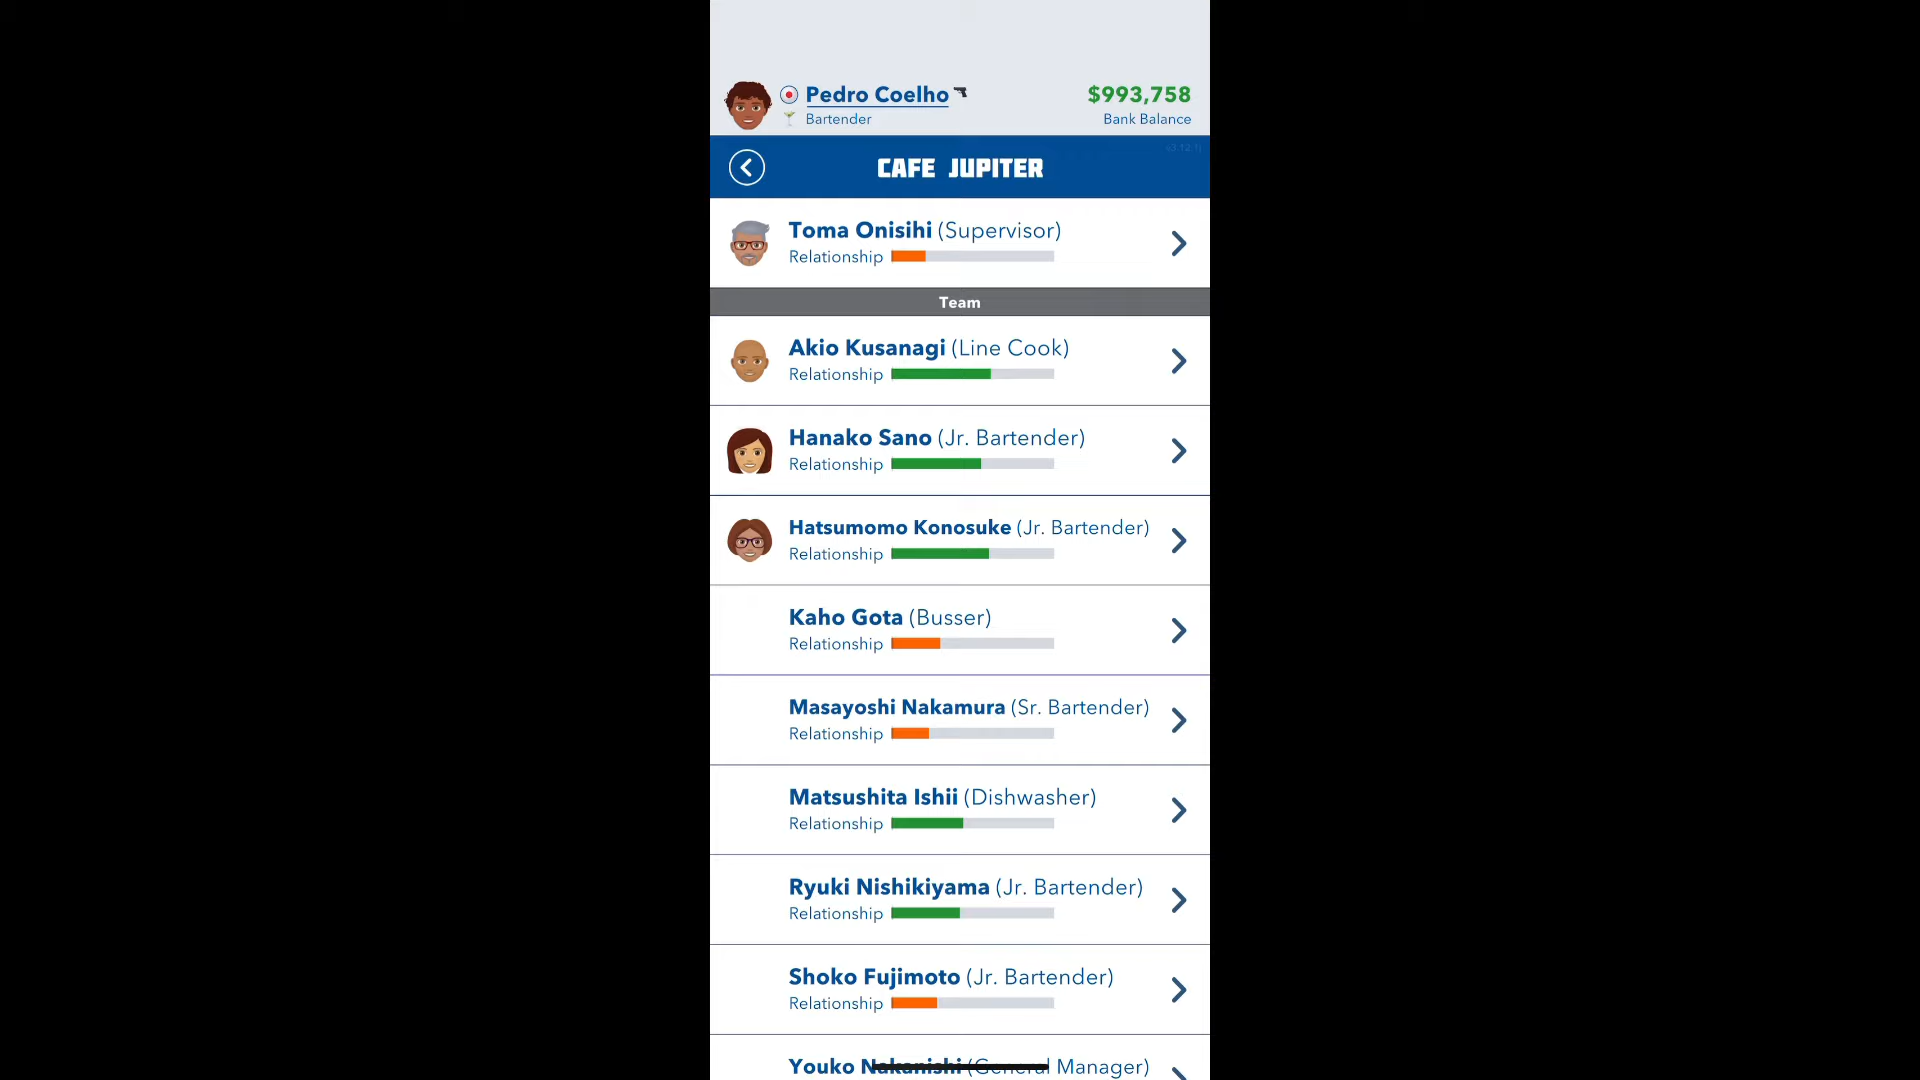 Pedro Coelho
$993,758
Bartender
Bank Balance
CAFE JUPITER
Toma Onisihi (Supervisor)
Relationship
Team
Akio Kusanagi (Line Cook)
Relationship
Hanako Sano (Jr. Bartender)
Relationship
Hatsumomo Konosuke (Jr. Bartender)
Relationship
Kaho Gota (Busser)
Relationship
Masayoshi Nakamura (Sr. Bartender)
Relationship
Matsushita Ishii (Dishwasher)
Relationship
Ryuki Nishikiyama (Jr. Bartender)
Relationship
Shoko Fujimoto (Jr. Bartender)
Relationship
Youko Nakanishi (General Manager)